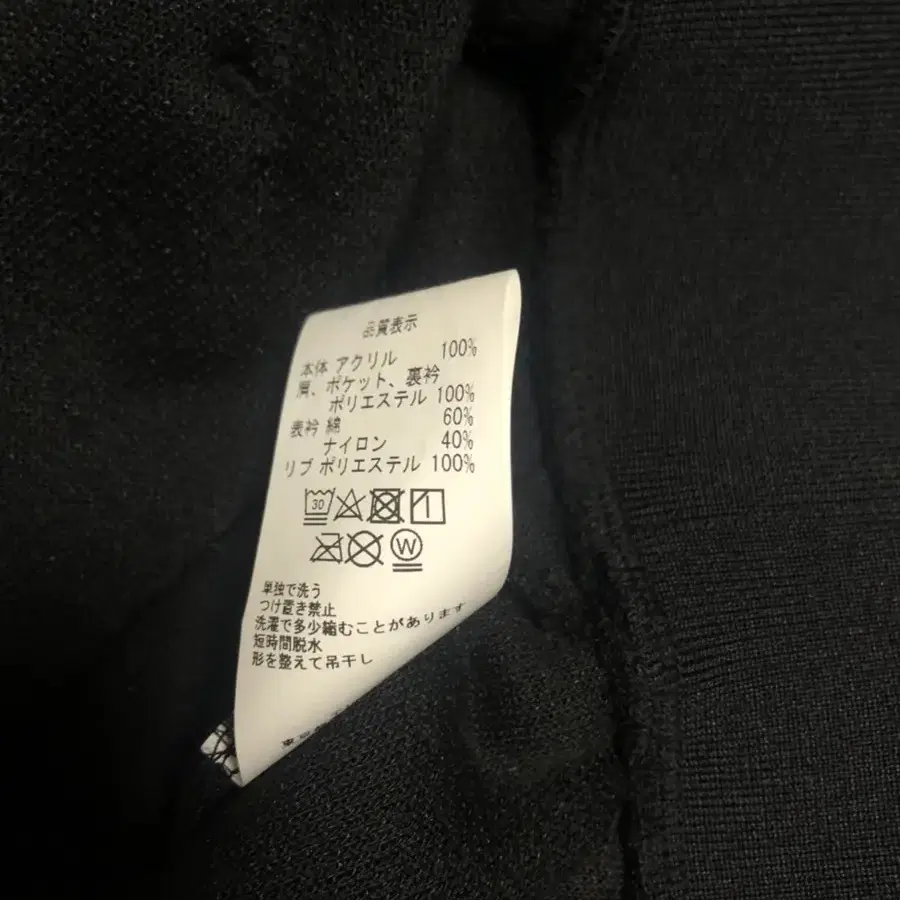 品質表示
本体 アクリル 100%
肩、ポケット、裏衿
ポリエステル 100%
表衿 綿 60%
ナイロン 40%
リブ ポリエステル 100%
30
W
単独で洗う
つけ置き禁止
洗濯で多少縮むことがあります
短時間脱水
形を整えて吊干し